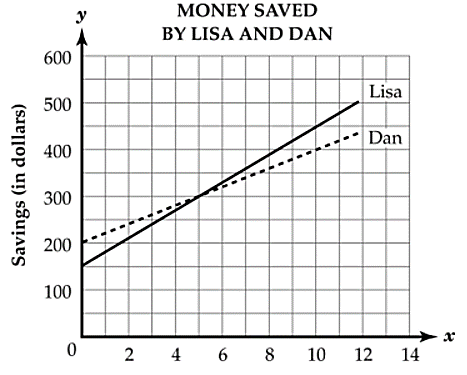 MONEY SAVED
BY LISA AND DAN
y
600
500
400
300
200
100
0
Savings (in dollars)
Lisa
Dan
2 4 6 8 10 12 14
x